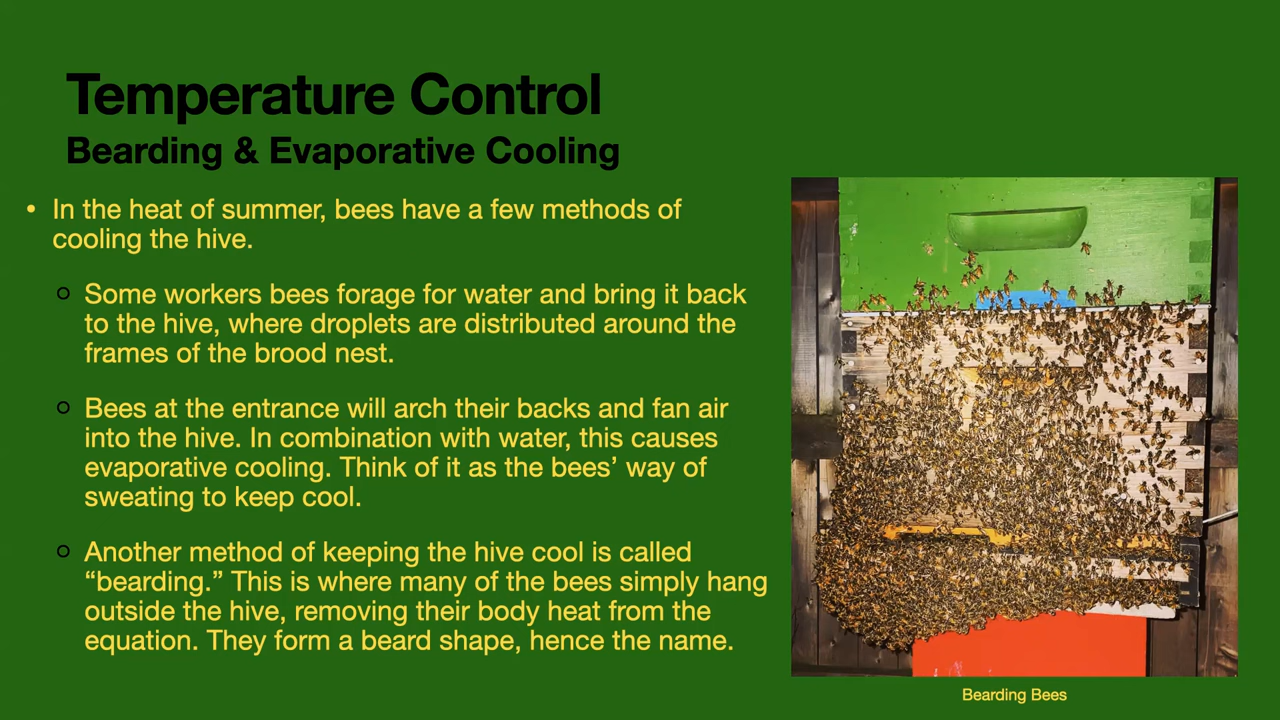 Temperature Control
Bearding & Evaporative Cooling
• In the heat of summer, bees have a few methods of
cooling the hive.
○ Some workers bees forage for water and bring it back
to the hive, where droplets are distributed around the
frames of the brood nest.
○ Bees at the entrance will arch their backs and fan air
into the hive. In combination with water, this causes
evaporative cooling. Think of it as the bees’ way of
sweating to keep cool.
○ Another method of keeping the hive cool is called
“bearding.” This is where many of the bees simply hang
outside the hive, removing their body heat from the
equation. They form a beard shape, hence the name.
Bearding Bees